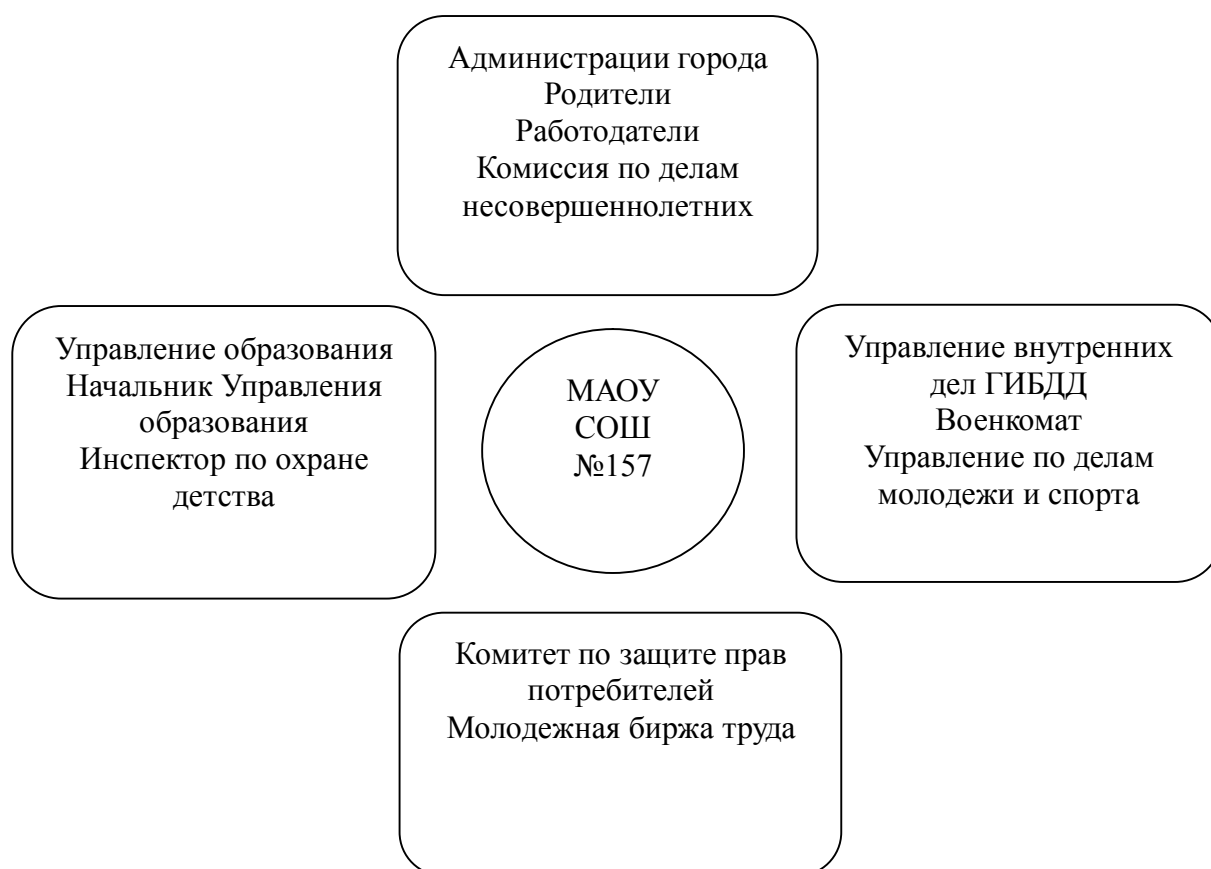 Администрации города
Родители
Работодатели
Комиссия по делам
несовершеннолетних
Управление образования
Начальник Управления
образования
Инспектор по охране
детства
МАОУ
СОШ
№157
Управление внутренних
дел ГИБДД
Военкомат
Управление по делам
молодежи и спорта
Комитет по защите прав
потребителей
Молодежная биржа труда